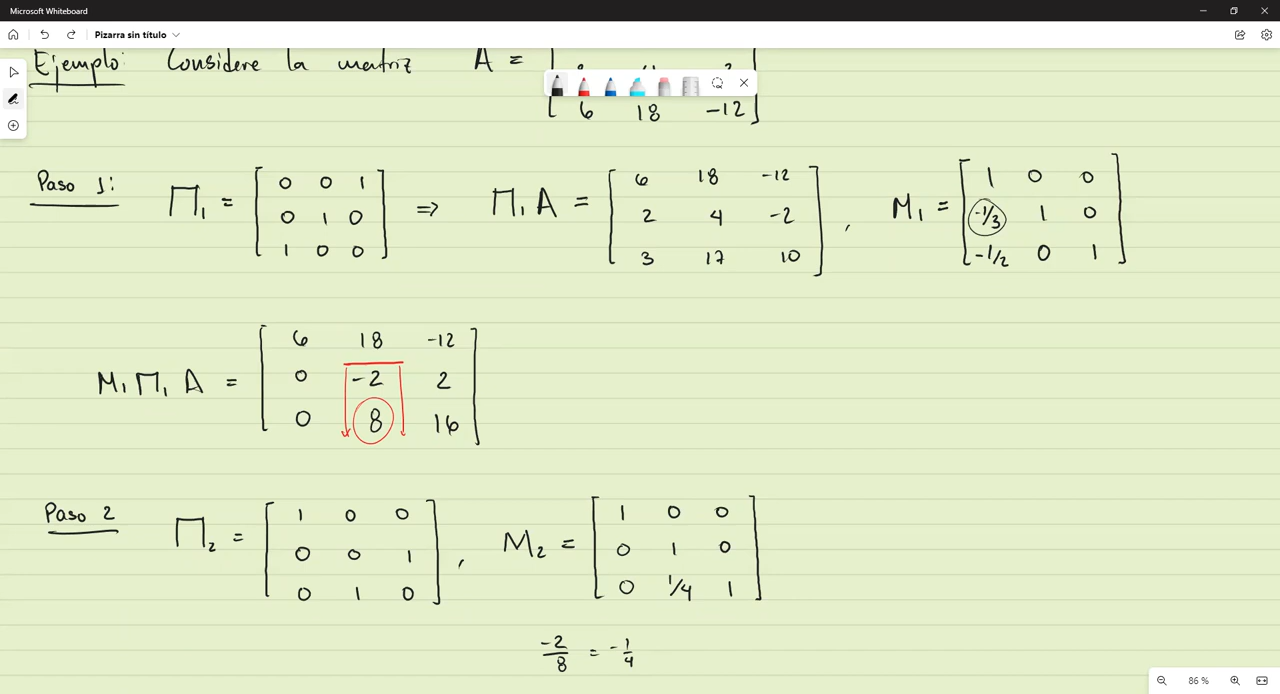 Microsoft Whiteboard
Pizarra sin título
Ejemplo: Considere la matriz A =
6 18 -12
Paso 1: Π₁ = [0 0 1; 0 1 0; 1 0 0] ⇒ Π₁A = [6 18 -12; 2 4 -2; 3 17 10], M₁ = [1 0 0; -1/3 1 0; -1/2 0 1]
M₁Π₁A = [6 18 -12; 0 -2 2; 0 8 16]
Paso 2 Π₂ = [1 0 0; 0 0 1; 0 1 0], M₂ = [1 0 0; 0 1 0; 0 1/4 1]
-2/8 = -1/4
86 %